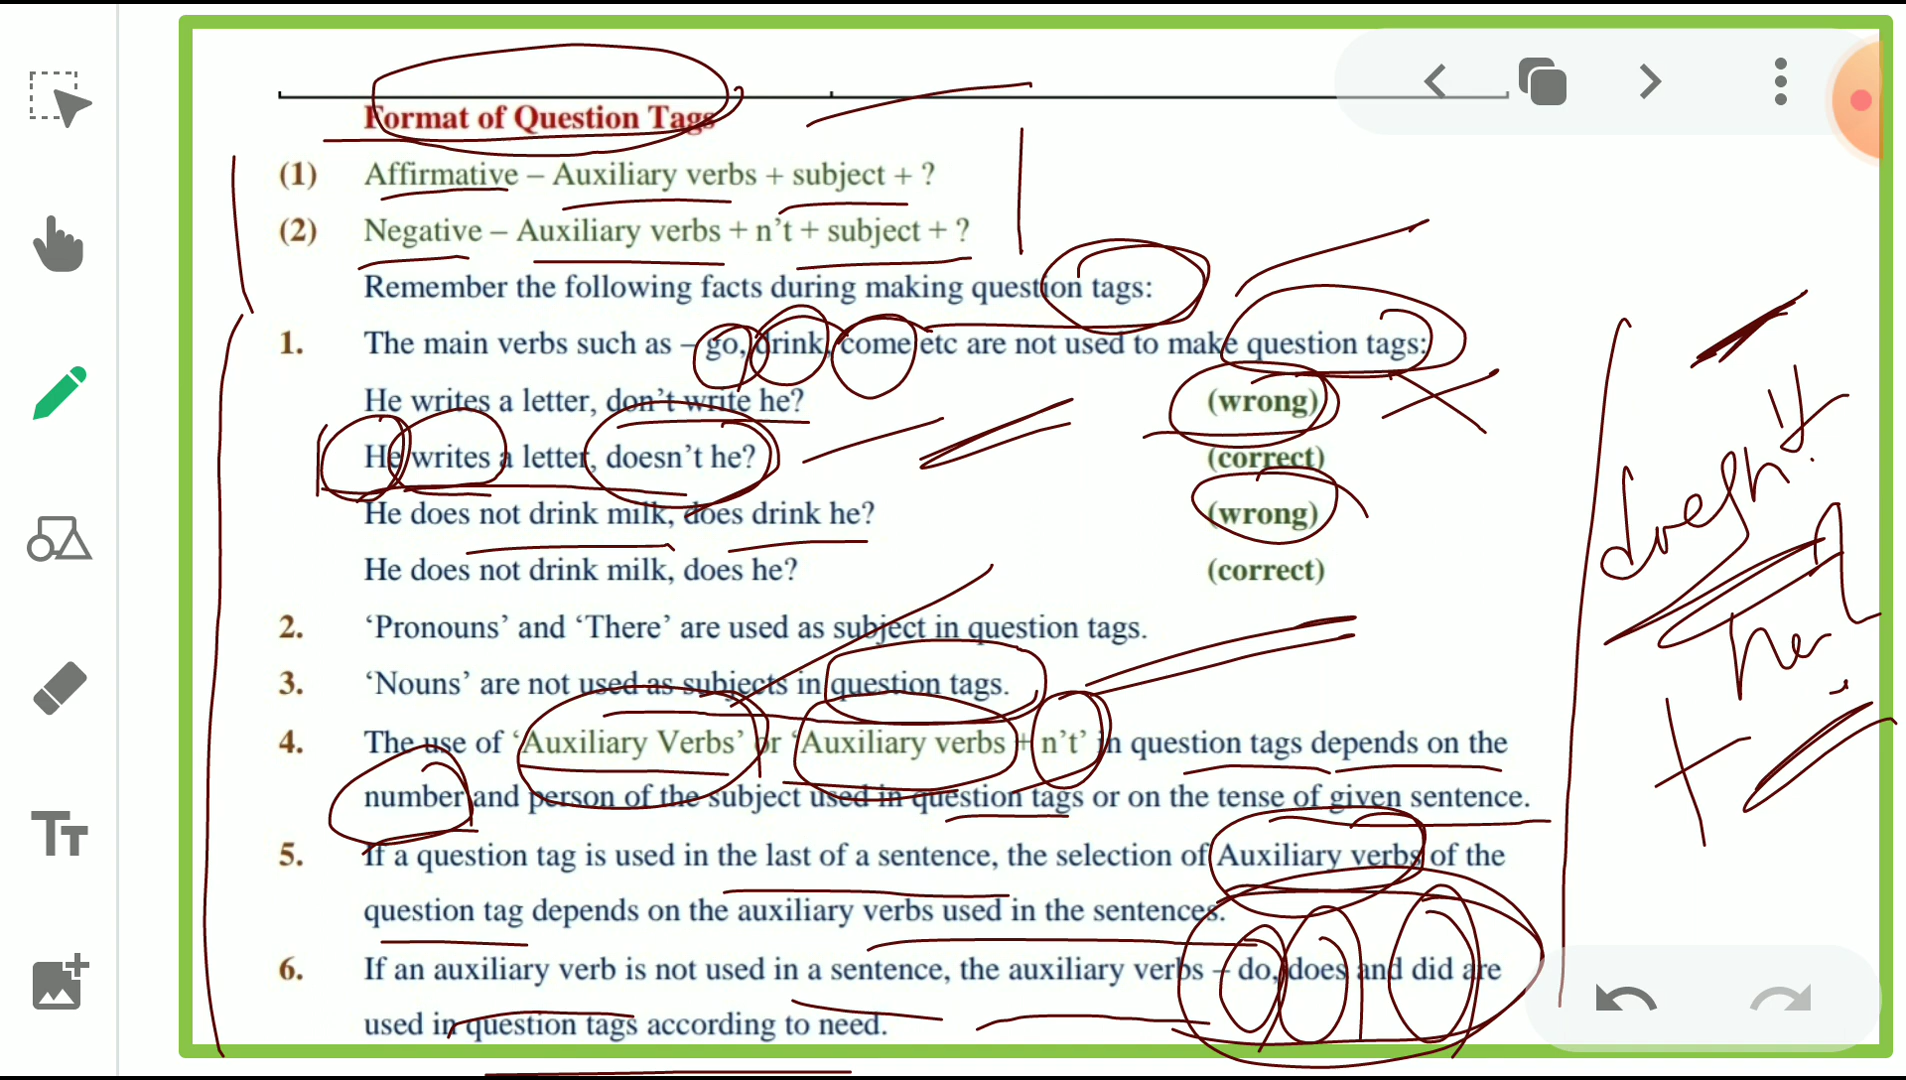 Format of Question Tags
(1) Affirmative – Auxiliary verbs + subject + ?
(2) Negative – Auxiliary verbs + n’t + subject + ?
Remember the following facts during making question tags:
1. The main verbs such as – go, drink, come etc are not used to make question tags:
He writes a letter, don’t write he? (wrong)
He writes a letter, doesn’t he? (correct)
He does not drink milk, does drink he? (wrong)
He does not drink milk, does he? (correct)
2. ‘Pronouns’ and ‘There’ are used as subject in question tags.
3. ‘Nouns’ are not used as subjects in question tags.
4. The use of ‘Auxiliary Verbs’ or ‘Auxiliary verbs + n’t’ in question tags depends on the
number and person of the subject used in question tags or on the tense of given sentence.
5. If a question tag is used in the last of a sentence, the selection of Auxiliary verbs of the
question tag depends on the auxiliary verbs used in the sentences.
6. If an auxiliary verb is not used in a sentence, the auxiliary verbs – do, does and did are
used in question tags according to need.
doesn't
he
Tт